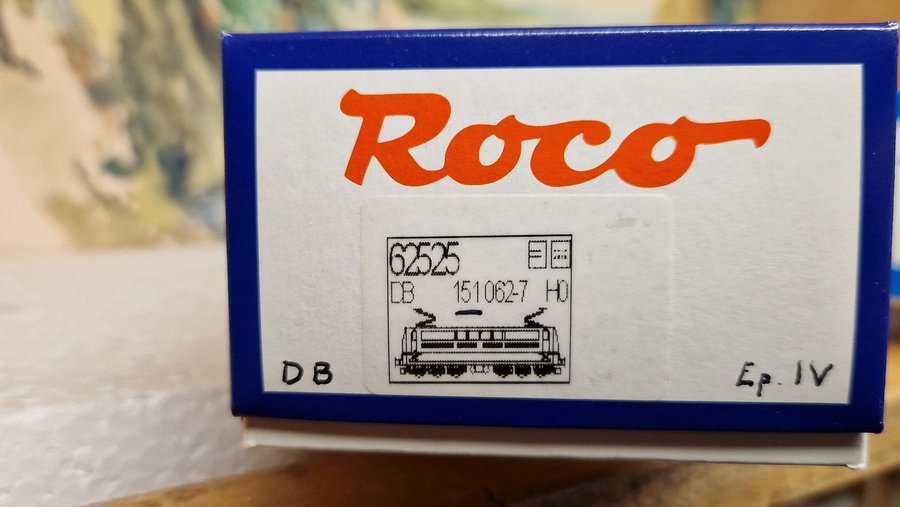 Roco
62525
DB 151 062-7 H0
DB Ep. IV